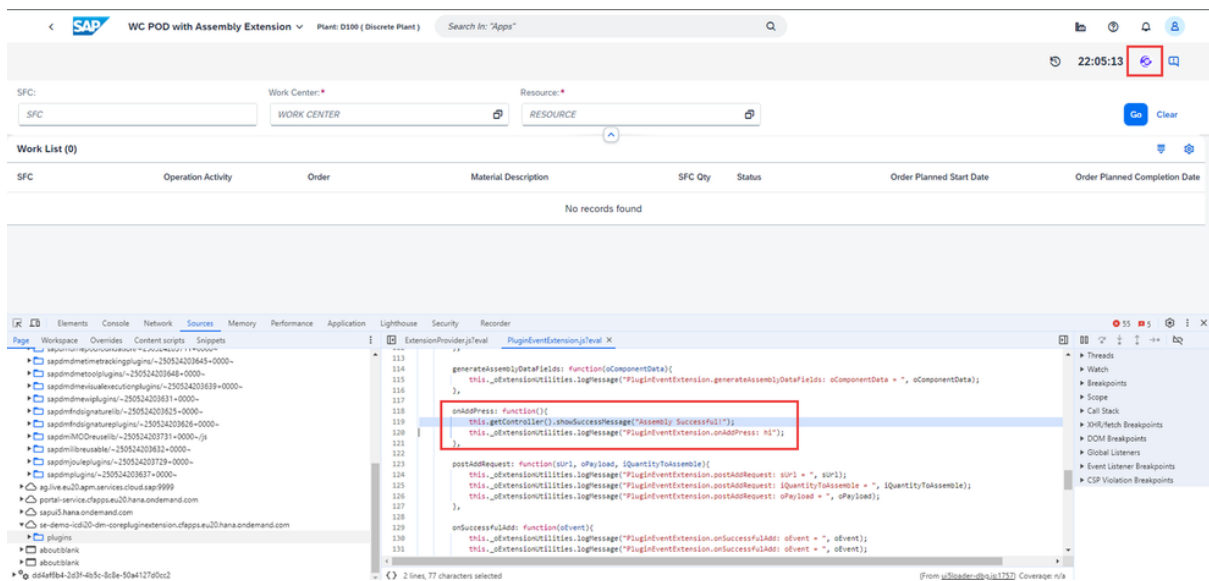 SAP WC POD with Assembly Extension Plant: D100 ( Discrete Plant ) Search In: "Apps"
22:05:13
SFC: Work Center:* Resource:*
SFC WORK CENTER RESOURCE Go Clear
Work List (0)
SFC Operation Activity Order Material Description SFC Qty Status Order Planned Start Date Order Planned Completion Date
No records found
Elements Console Network Sources Memory Performance Application Lighthouse Security Recorder 55 5
Page Workspace Overrides Content scripts Snippets ExtensionProvider.js?eval PluginEventExtension.js?eval
sapdmdmetimetrackingplugins/~250524203645+0000~
sapdmdmetoolplugins/~250524203648+0000~
sapdmdmevisualexecutionplugins/~250524203639+0000~
sapdmdmewiplugins/~250524203631+0000~
sapdmfndsignaturelib/~250524203625+0000~
sapdmfndsignatureplugins/~250524203626+0000~
sapdmiMODreuselib/~250524203731+0000~/js
sapdmilibreusable/~250524203632+0000~
sapdmjouleplugins/~250524203729+0000~
sapdmplugins/~250524203637+0000~
ag.live.eu20.apm.services.cloud.sap:9999
portal-service.cfapps.eu20.hana.ondemand.com
sapui5.hana.ondemand.com
se-demo-icdi20-dm-corepluginextension.cfapps.eu20.hana.ondemand.com
plugins
about:blank
about:blank
113
114 generateAssemblyDataFields: function(oComponentData){
115 this._oExtensionUtilities.logMessage("PluginEventExtension.generateAssemblyDataFields: oComponentData = ", oComponentData);
116 },
117
118 onAddPress: function(){
119 this.getController().showSuccessMessage("Assembly Successful!");
120 this._oExtensionUtilities.logMessage("PluginEventExtension.onAddPress: hi");
121 },
122
123 postAddRequest: function(sUrl, oPayload, iQuantityToAssemble){
124 this._oExtensionUtilities.logMessage("PluginEventExtension.postAddRequest: sUrl = ", sUrl);
125 this._oExtensionUtilities.logMessage("PluginEventExtension.postAddRequest: iQuantityToAssemble = ", iQuantityToAssemble);
126 this._oExtensionUtilities.logMessage("PluginEventExtension.postAddRequest: oPayload = ", oPayload);
127 },
128
129 onSuccessfulAdd: function(oEvent){
130 this._oExtensionUtilities.logMessage("PluginEventExtension.onSuccessfulAdd: oEvent = ", oEvent);
131 this._oExtensionUtilities.logMessage("PluginEventExtension.onSuccessfulAdd: oEvent = ", oEvent);
Threads
Watch
Breakpoints
Scope
Call Stack
XHR/fetch Breakpoints
DOM Breakpoints
Global Listeners
Event Listener Breakpoints
CSP Violation Breakpoints
{} 2 lines, 77 characters selected (From ui5loader-dbg.js:1757) Coverage: n/a